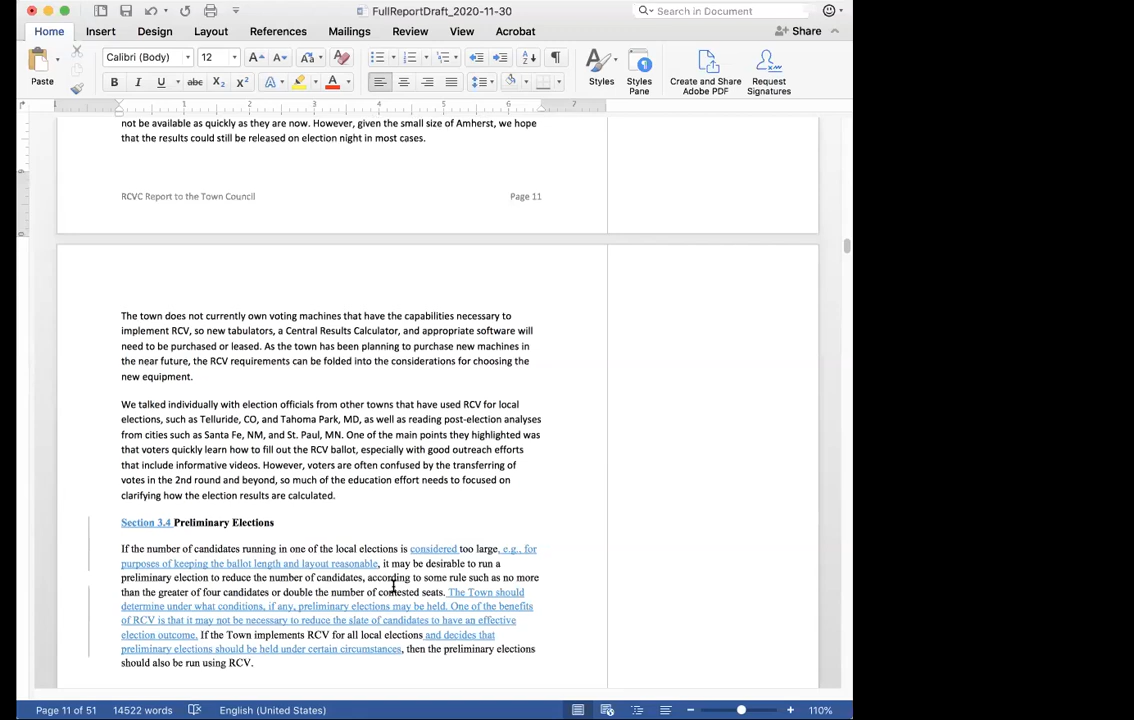 FullReportDraft_2020-11-30
Search in Document
Home Insert Design Layout References Mailings Review View Acrobat
Share
Paste
Calibri (Body) 12
Styles
Styles Pane
Create and Share Adobe PDF
Request Signatures
1 2 3 4 5 6 7
not be available as quickly as they are now. However, given the small size of Amherst, we hope
that the results could still be released on election night in most cases.
RCVC Report to the Town Council Page 11
The town does not currently own voting machines that have the capabilities necessary to
implement RCV, so new tabulators, a Central Results Calculator, and appropriate software will
need to be purchased or leased. As the town has been planning to purchase new machines in
the near future, the RCV requirements can be folded into the considerations for choosing the
new equipment.
We talked individually with election officials from other towns that have used RCV for local
elections, such as Telluride, CO, and Tahoma Park, MD, as well as reading post-election analyses
from cities such as Santa Fe, NM, and St. Paul, MN. One of the main points they highlighted was
that voters quickly learn how to fill out the RCV ballot, especially with good outreach efforts
that include informative videos. However, voters are often confused by the transferring of
votes in the 2nd round and beyond, so much of the education effort needs to focused on
clarifying how the election results are calculated.
Section 3.4 Preliminary Elections
If the number of candidates running in one of the local elections is considered too large, e.g., for
purposes of keeping the ballot length and layout reasonable, it may be desirable to run a
preliminary election to reduce the number of candidates, according to some rule such as no more
than the greater of four candidates or double the number of contested seats. The Town should
determine under what conditions, if any, preliminary elections may be held. One of the benefits
of RCV is that it may not be necessary to reduce the slate of candidates to have an effective
election outcome. If the Town implements RCV for all local elections and decides that
preliminary elections should be held under certain circumstances, then the preliminary elections
should also be run using RCV.
Page 11 of 51 14522 words English (United States) 110%